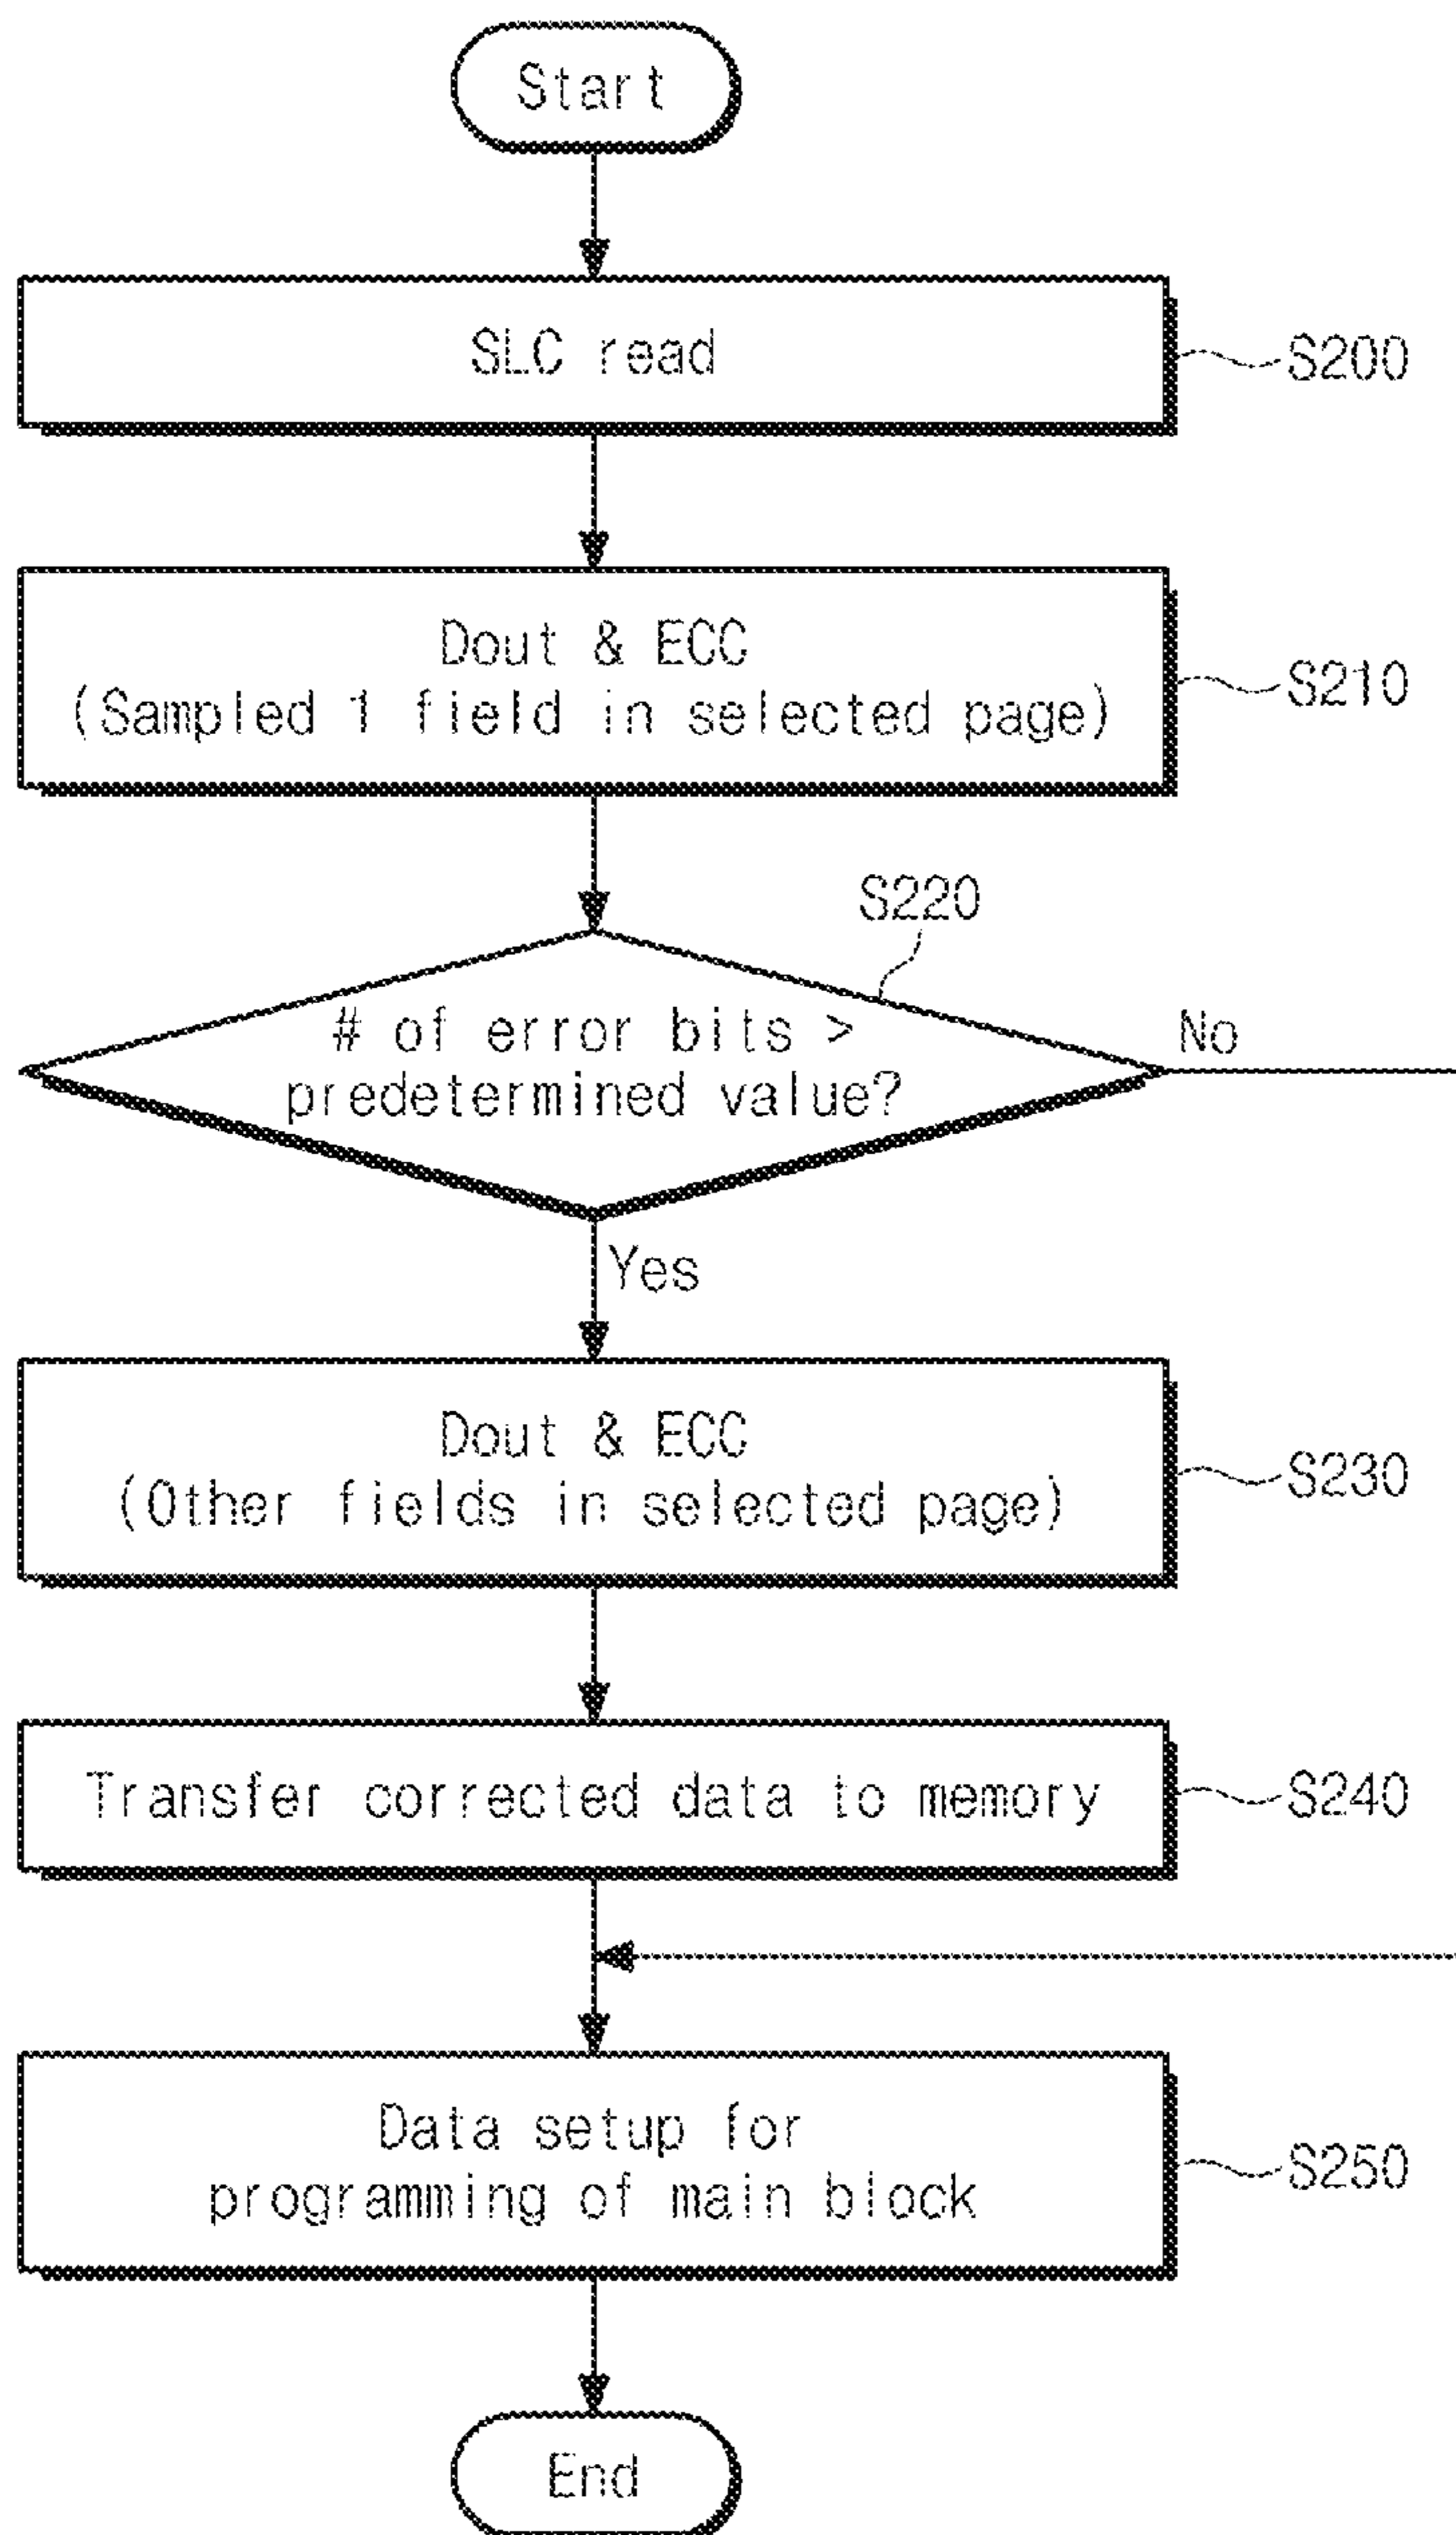 Start
SLC read
S200
Dout & ECC
(Sampled 1 field in selected page)
S210
S220
# of error bits >
predetermined value?
No
Yes
Dout & ECC
(Other fields in selected page)
S230
Transfer corrected data to memory
S240
Data setup for
programming of main block
S250
End